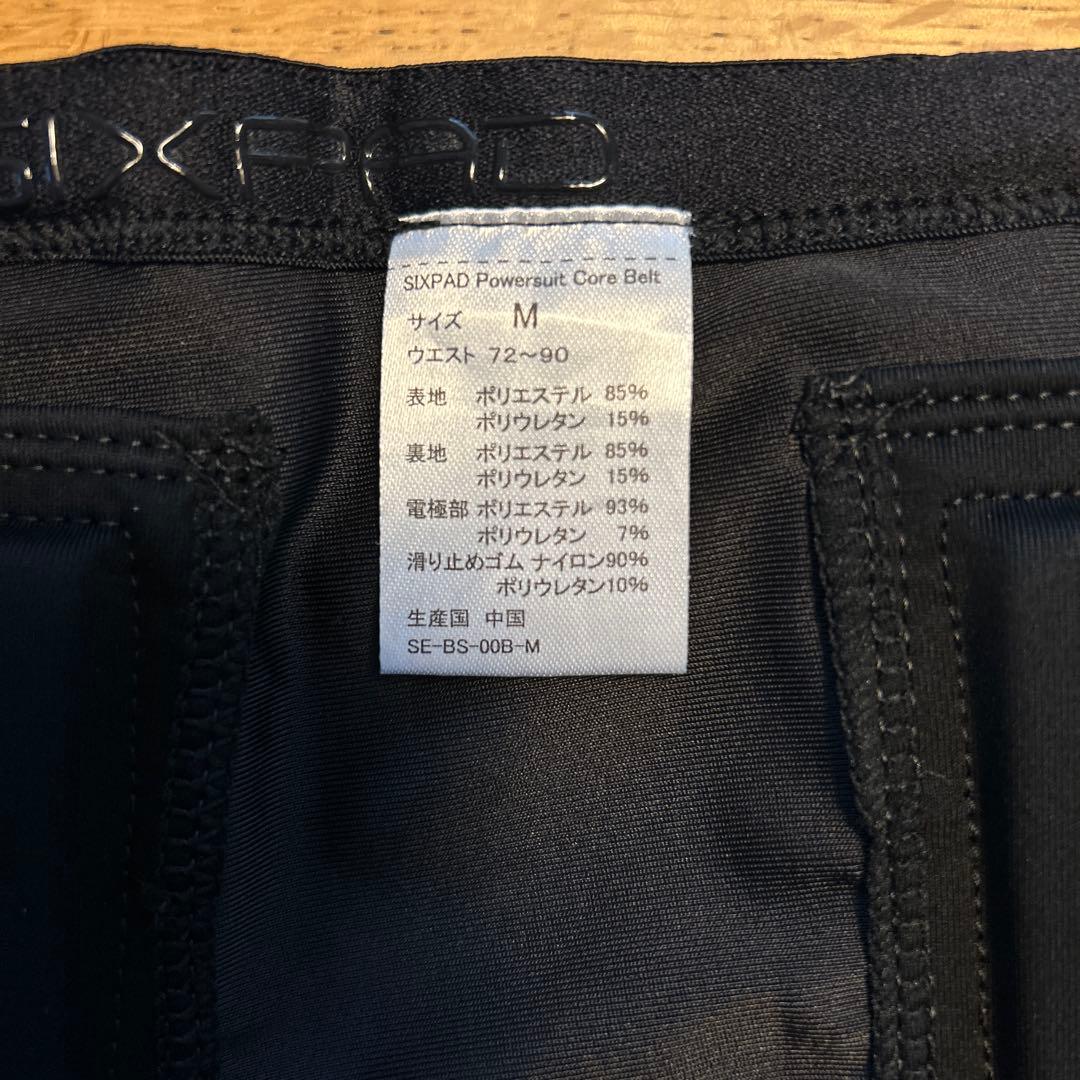 SIXPAD
SIXPAD Powersuit Core Belt
サイズ M
ウエスト 72～90
表地 ポリエステル 85%
ポリウレタン 15%
裏地 ポリエステル 85%
ポリウレタン 15%
電極部 ポリエステル 93%
ポリウレタン 7%
滑り止めゴム ナイロン90%
ポリウレタン10%
生産国 中国
SE-BS-00B-M